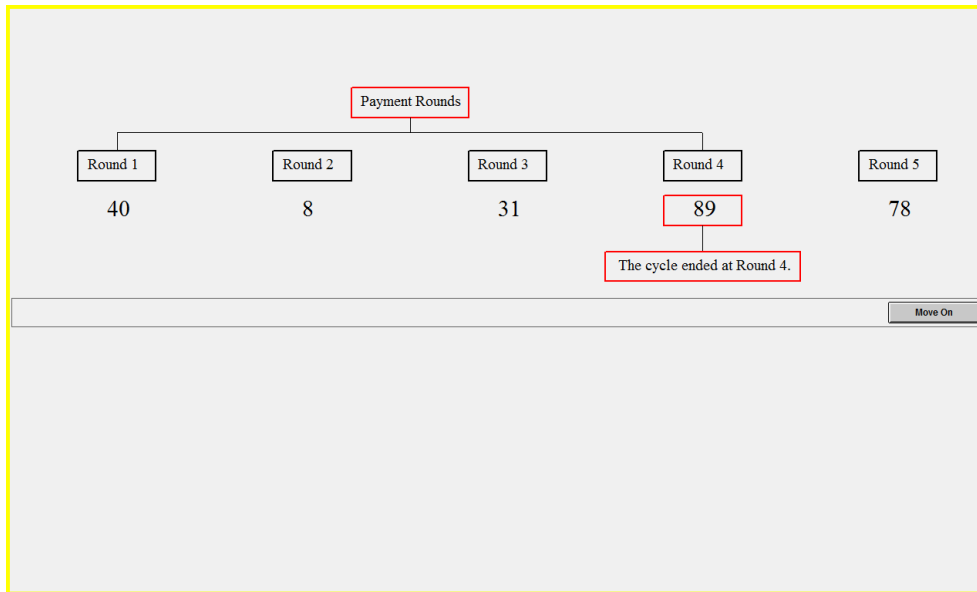 Payment Rounds
Round 1 Round 2 Round 3 Round 4 Round 5
40 8 31 89 78
The cycle ended at Round 4.
Move On